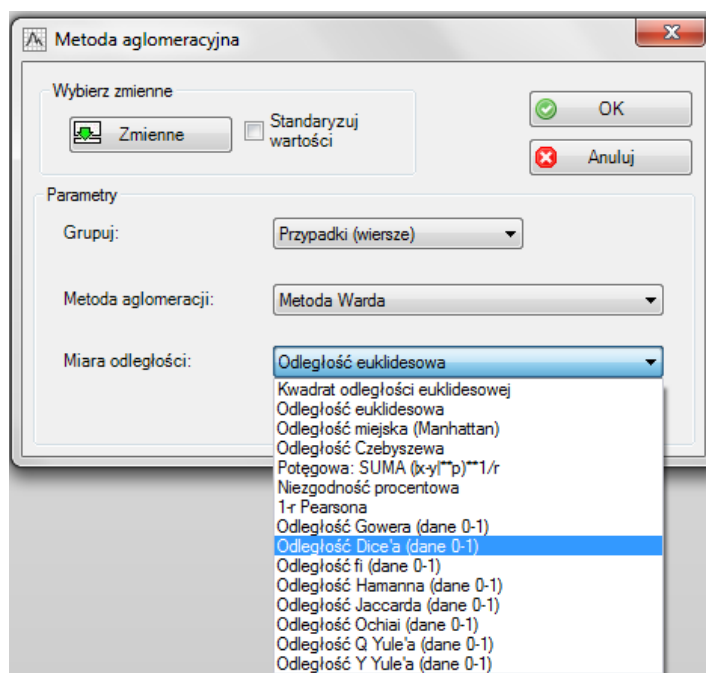 Metoda aglomeracyjna
Wybierz zmienne
Zmienne
Standaryzuj
wartości
OK
Anuluj
Parametry
Grupuj:
Przypadki (wiersze)
Metoda aglomeracji:
Metoda Warda
Miara odległości:
Odległość euklidesowa
Kwadrat odległości euklidesowej
Odległość euklidesowa
Odległość miejska (Manhattan)
Odległość Czebyszewa
Potęgowa: SUMA (|x-y|**p)**1/r
Niezgodność procentowa
1-r Pearsona
Odległość Gowera (dane 0-1)
Odległość Dice'a (dane 0-1)
Odległość fi (dane 0-1)
Odległość Hamanna (dane 0-1)
Odległość Jaccarda (dane 0-1)
Odległość Ochiai (dane 0-1)
Odległość Q Yule'a (dane 0-1)
Odległość Y Yule'a (dane 0-1)